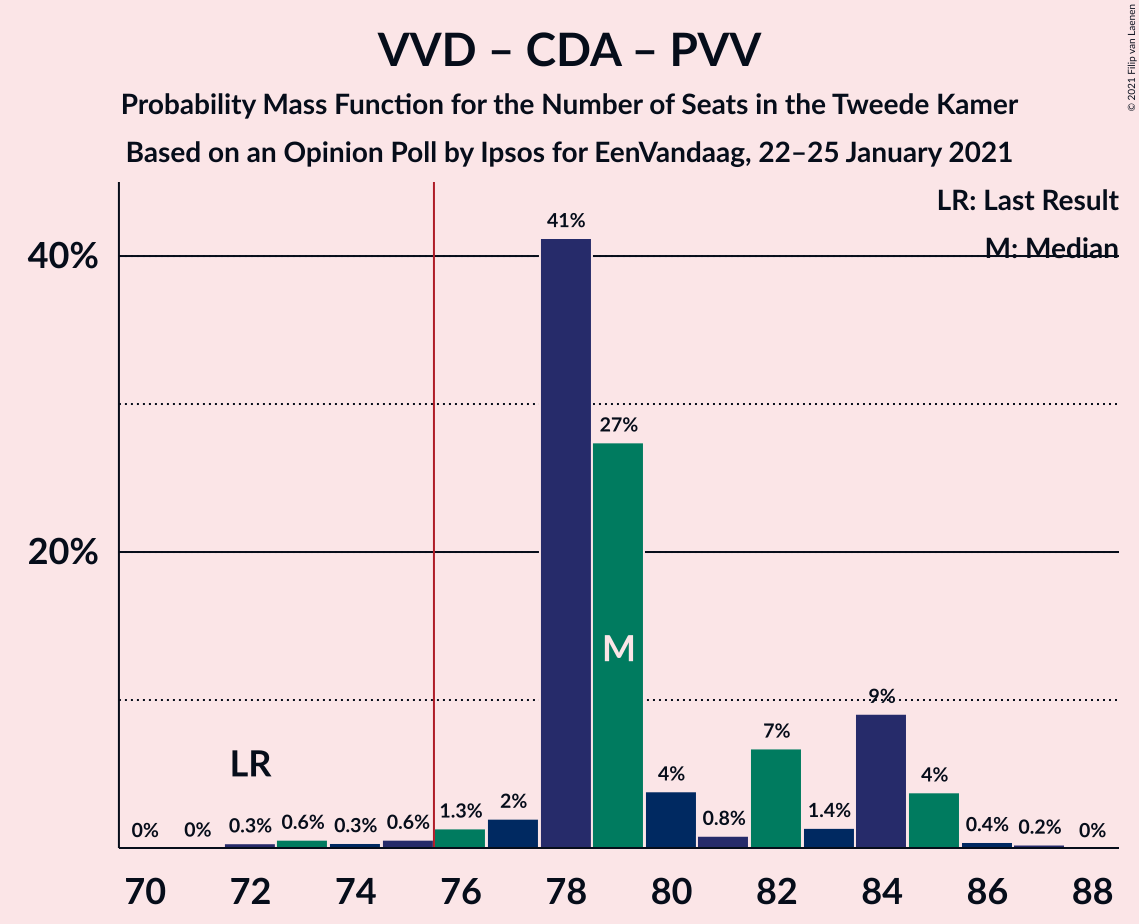 VVD – CDA – PVV
Probability Mass Function for the Number of Seats in the Tweede Kamer
Based on an Opinion Poll by Ipsos for EenVandaag, 22–25 January 2021
© 2021 Filip van Laenen
LR: Last Result
M: Median
40%
20%
41%
27%
M
9%
7%
LR
4%
4%
0%
0%
0.3%
0.6%
0.3%
0.6%
1.3%
2%
0.8%
1.4%
0.4%
0.2%
0%
70 72 74 76 78 80 82 84 86 88